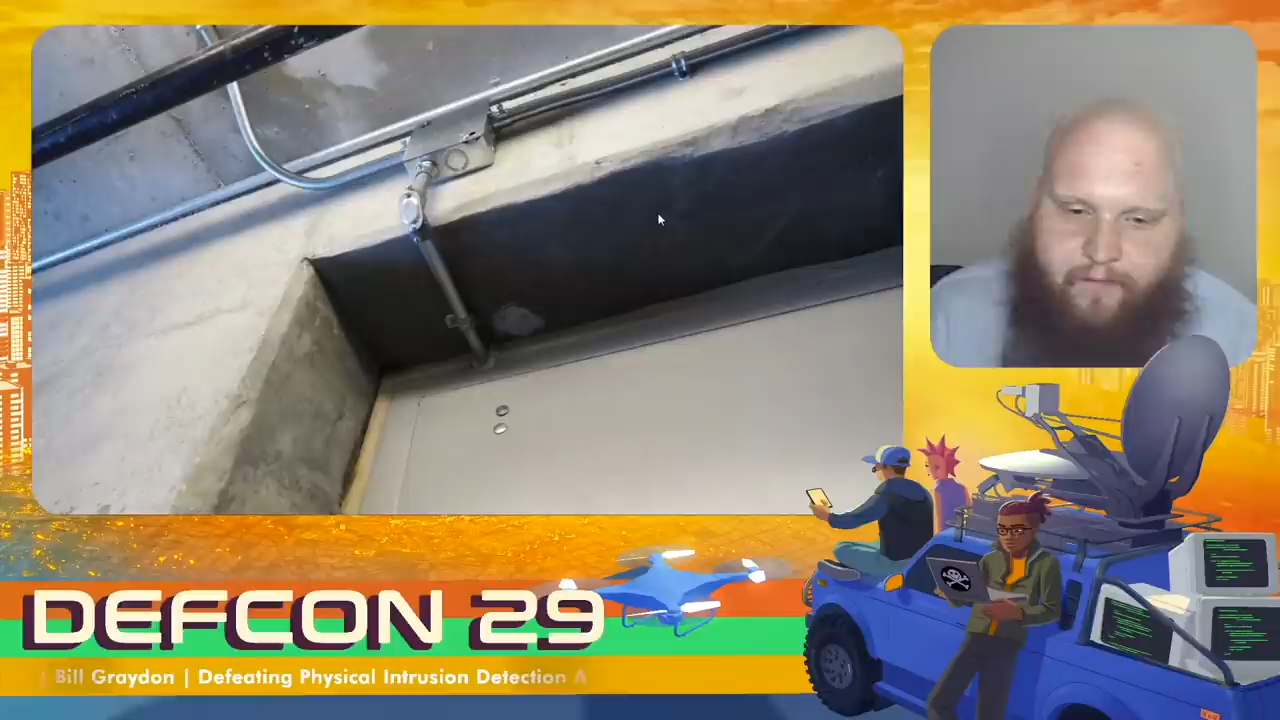 DEFCON 29
Bill Graydon | Defeating Physical Intrusion Detection A